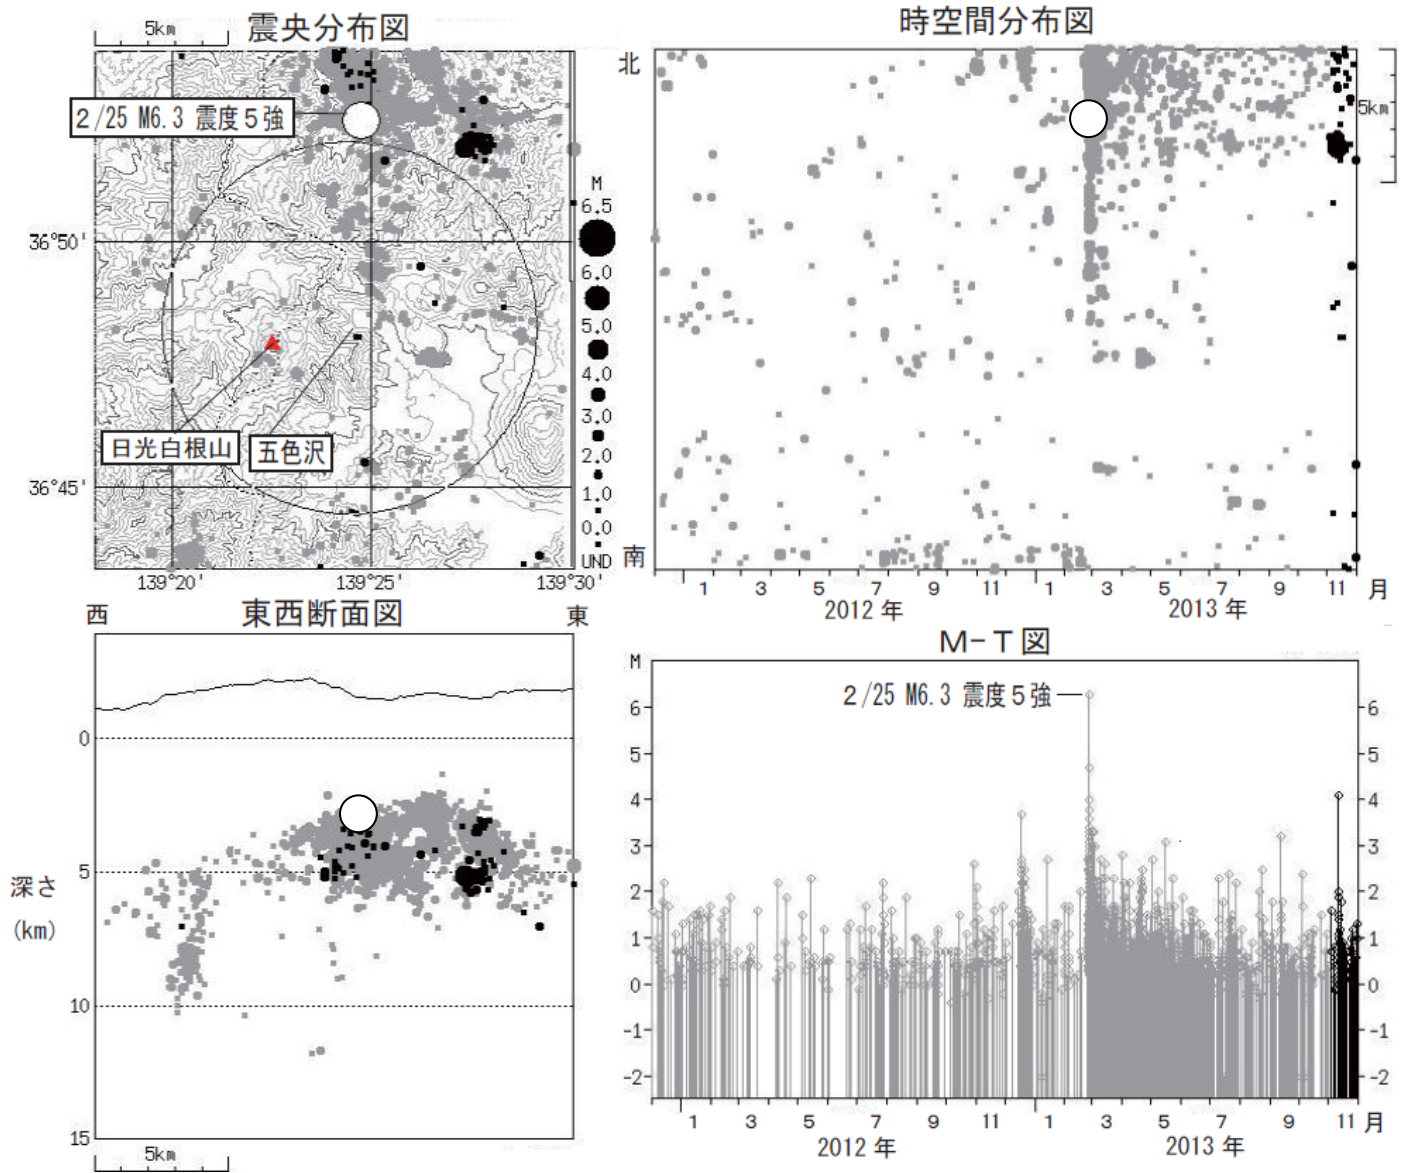 震央分布図
5km
2/25 M6.3 震度5強
36°50'
36°45'
日光白根山
五色沢
139°20'
139°25'
139°30'
M
6.5
6.0
5.0
4.0
3.0
2.0
1.0
0.0
UND
時空間分布図
北
南
5km
1 3 5 7 9 11 1 3 5 7 9 11 月
2012年 2013年
東西断面図
西 東
0
5
10
15
深さ
(km)
5km
M-T図
M
2/25 M6.3 震度5強
6 6
5 5
4 4
3 3
2 2
1 1
0 0
-1 -1
-2 -2
1 3 5 7 9 11 1 3 5 7 9 11 月
2012年 2013年